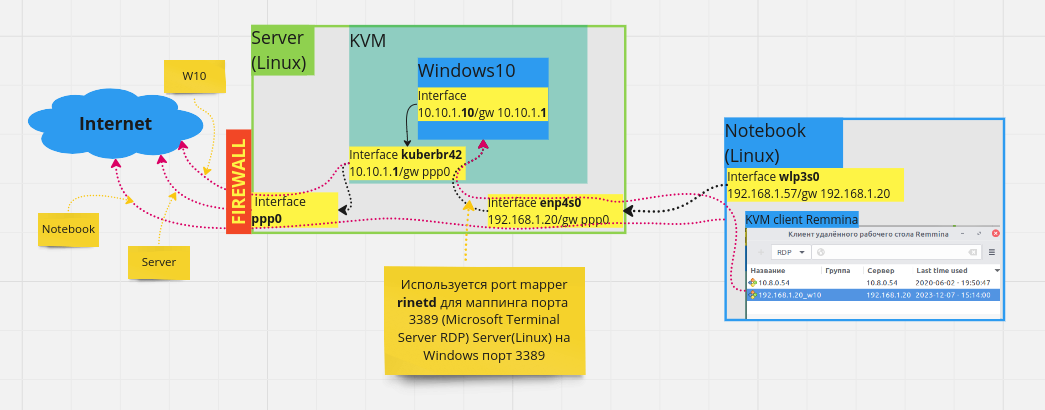 Server
(Linux)
KVM
Windows10
Interface
10.10.1.10/gw 10.10.1.1
W10
Internet
FIREWALL
Interface kuberbr42
10.10.1.1/gw ppp0
Interface
ppp0
Interface enp4s0
192.168.1.20/gw ppp0
Notebook
Server
Notebook
(Linux)
Interface wlp3s0
192.168.1.57/gw 192.168.1.20
KVM client Remmina
Клиент удалённого рабочего стола Remmina
RDP
Название Группа Сервер Last time used
10.8.0.54 10.8.0.54 2020-06-02 - 19:50:47
192.168.1.20_w10 192.168.1.20 2023-12-07 - 15:14:00
Используется port mapper
rinetd для маппинга порта
3389 (Microsoft Terminal
Server RDP) Server(Linux) на
Windows порт 3389